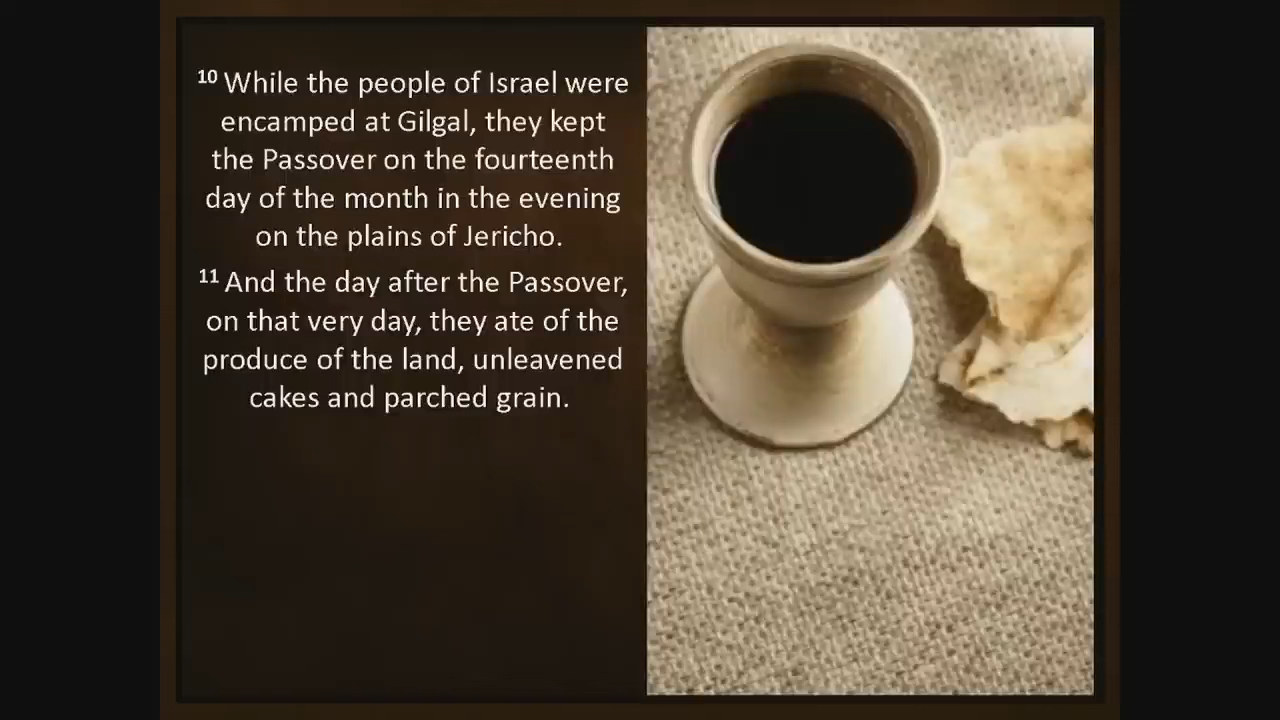 10 While the people of Israel were
encamped at Gilgal, they kept
the Passover on the fourteenth
day of the month in the evening
on the plains of Jericho.
11 And the day after the Passover,
on that very day, they ate of the
produce of the land, unleavened
cakes and parched grain.